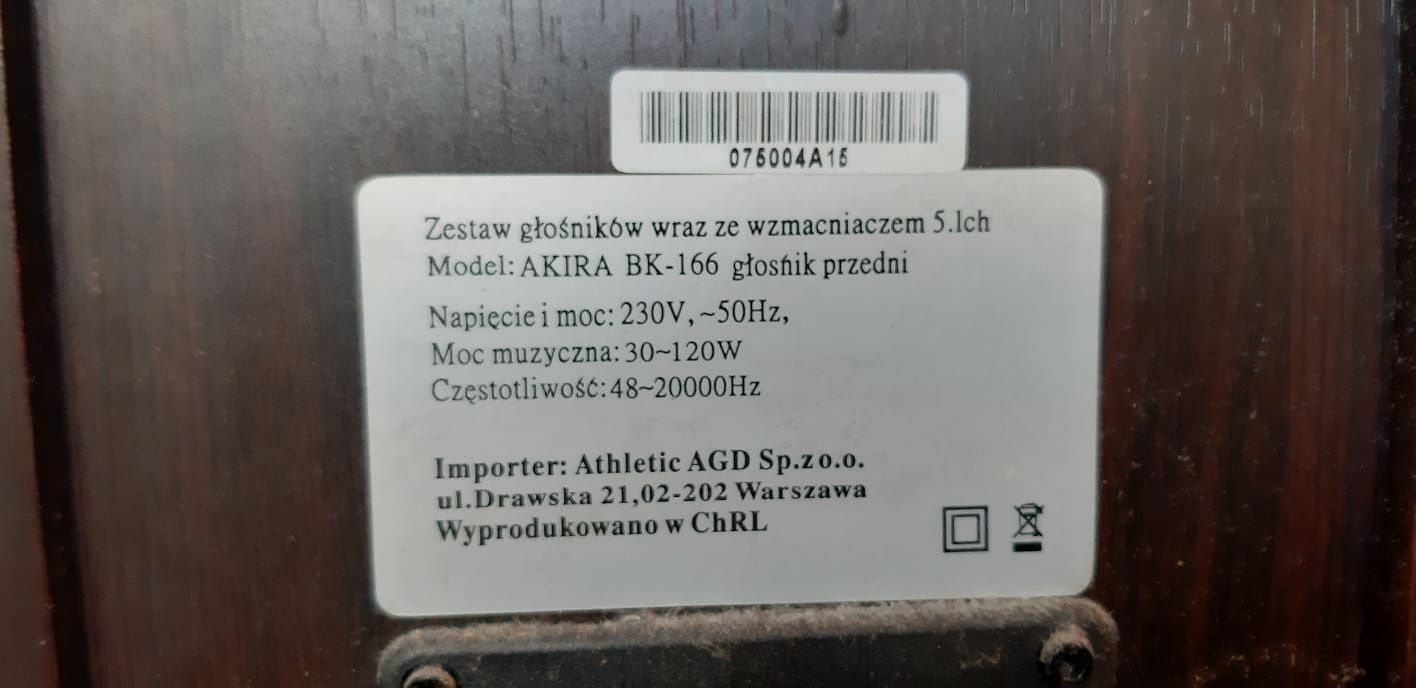 075004A15
Zestaw głośników wraz ze wzmacniaczem 5.1ch
Model: AKIRA BK-166 głosńik przedni
Napięcie i moc: 230V, ~50Hz,
Moc muzyczna: 30~120W
Częstotliwość: 48~20000Hz
Importer: Athletic AGD Sp.z o.o.
ul.Drawska 21,02-202 Warszawa
Wyprodukowano w ChRL